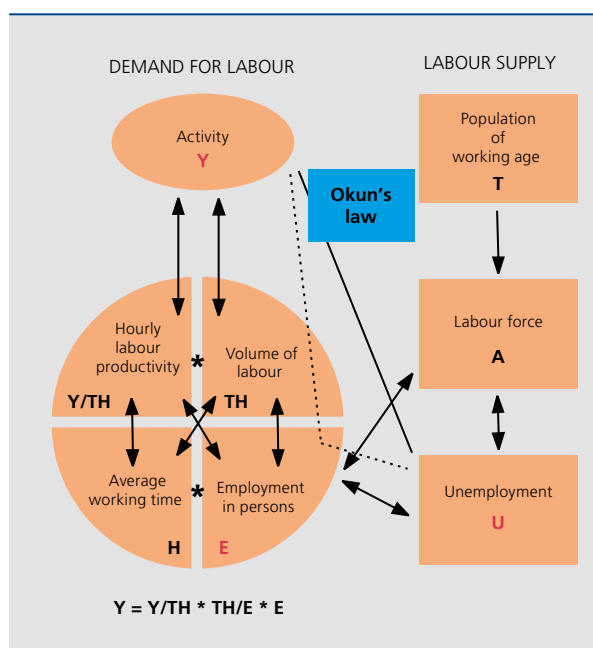 DEMAND FOR LABOUR
LABOUR SUPPLY
Activity
Y
Population
of
working age
T
Okun's
law
Hourly
labour
productivity
*
Volume of
labour
Y/TH
TH
Labour force
A
Average
working time
*
Employment
in persons
H
E
Unemployment
U
Y = Y/TH * TH/E * E